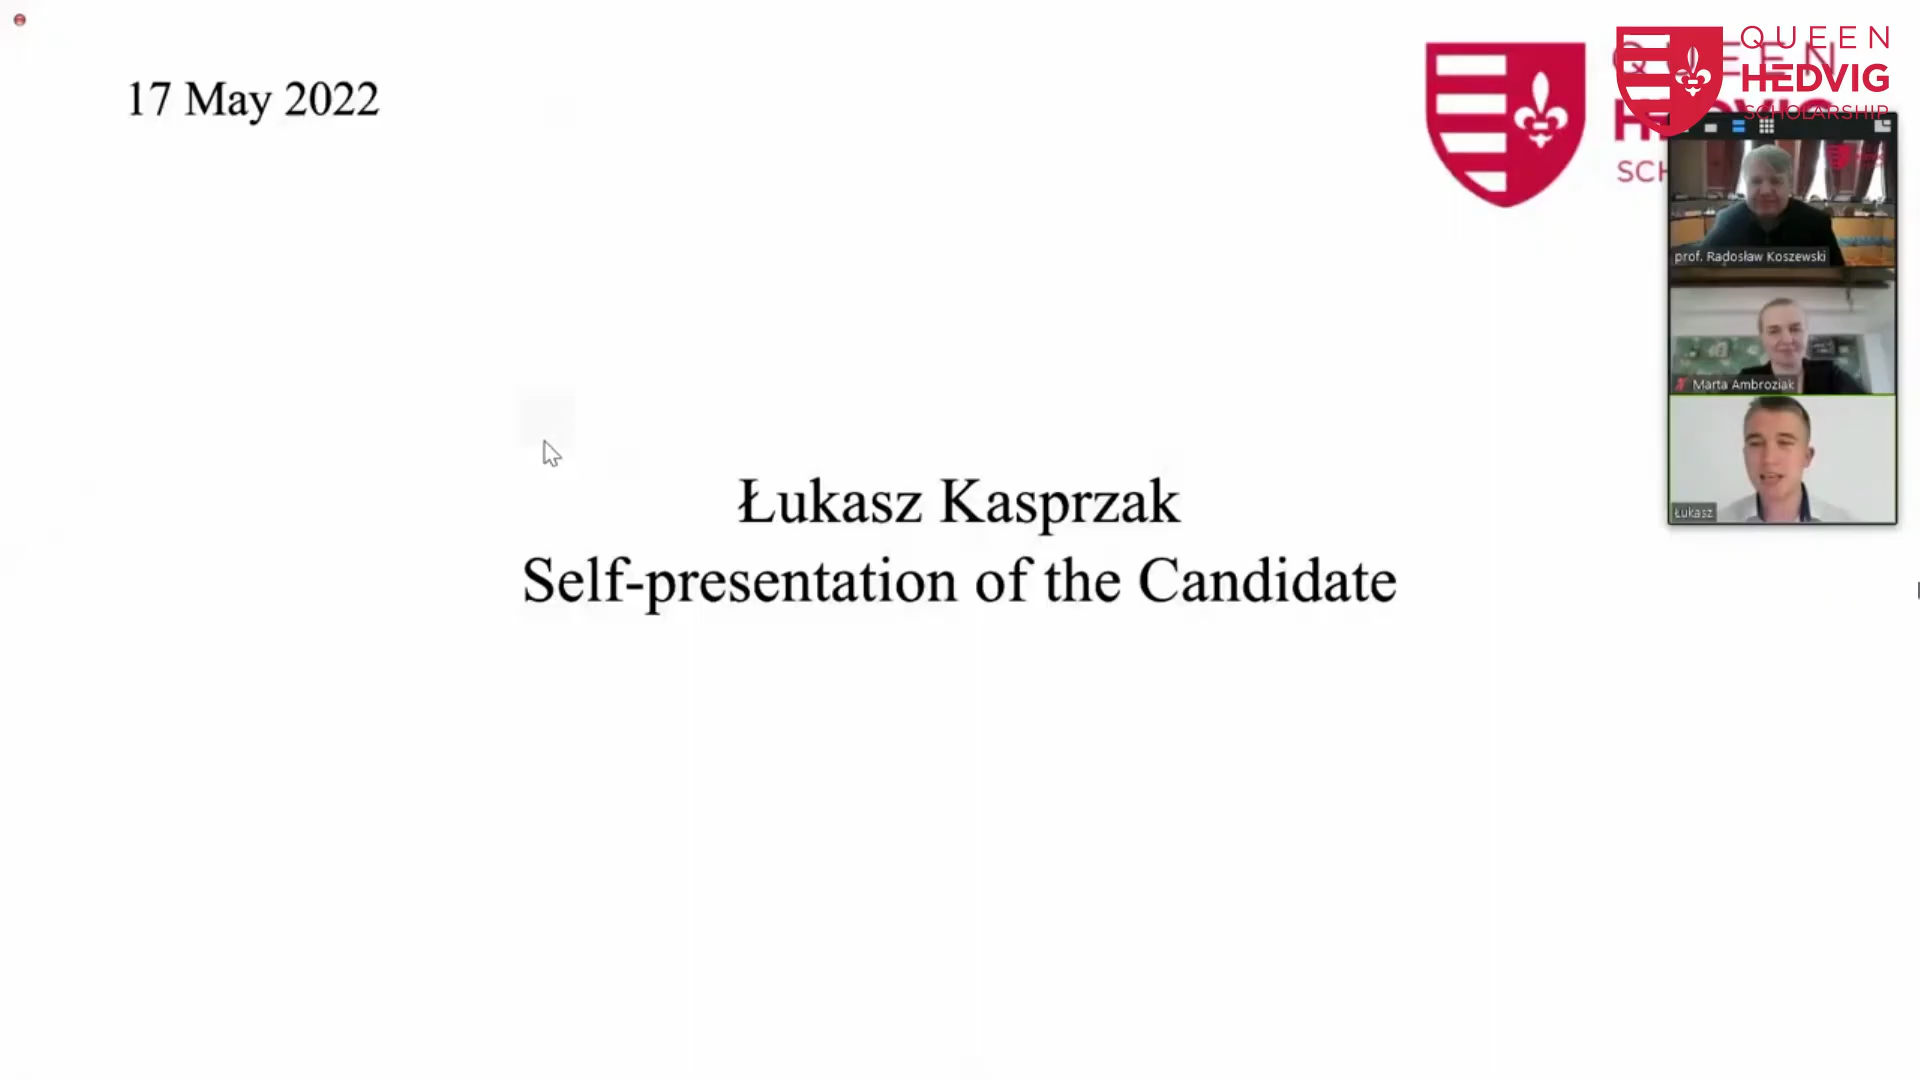 17 May 2022
QUEEN
HEDVIG
SCHOLARSHIP
Łukasz Kasprzak
Self-presentation of the Candidate
prof. Radosław Koszewski
Marta Ambroziak
Łukasz